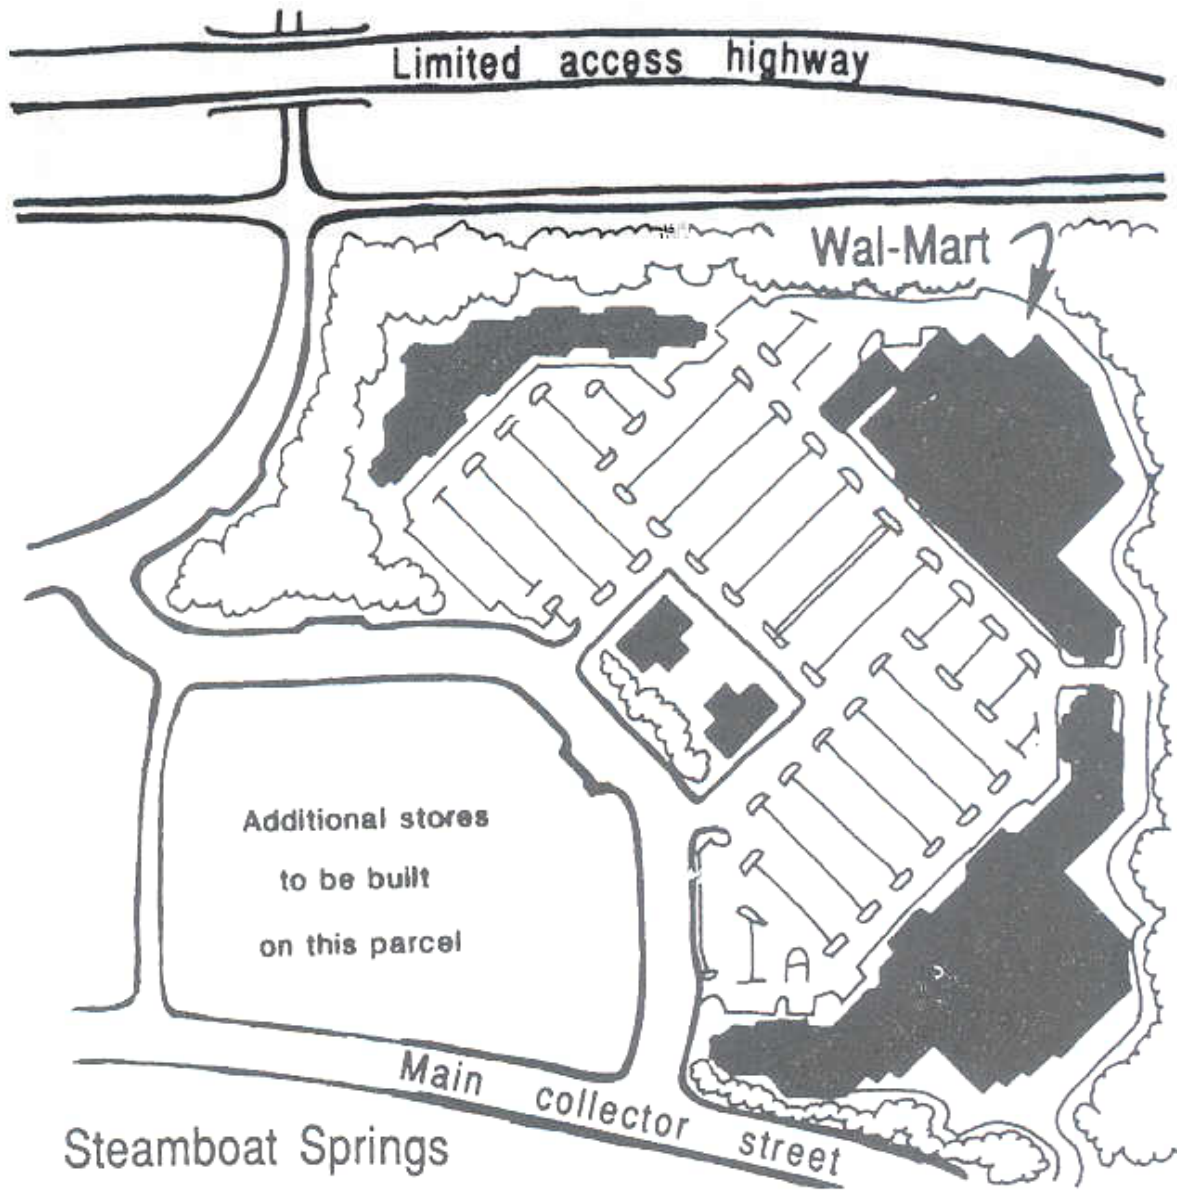 Limited access highway
Wal-Mart
Additional stores
to be built
on this parcel
Main collector street
Steamboat Springs